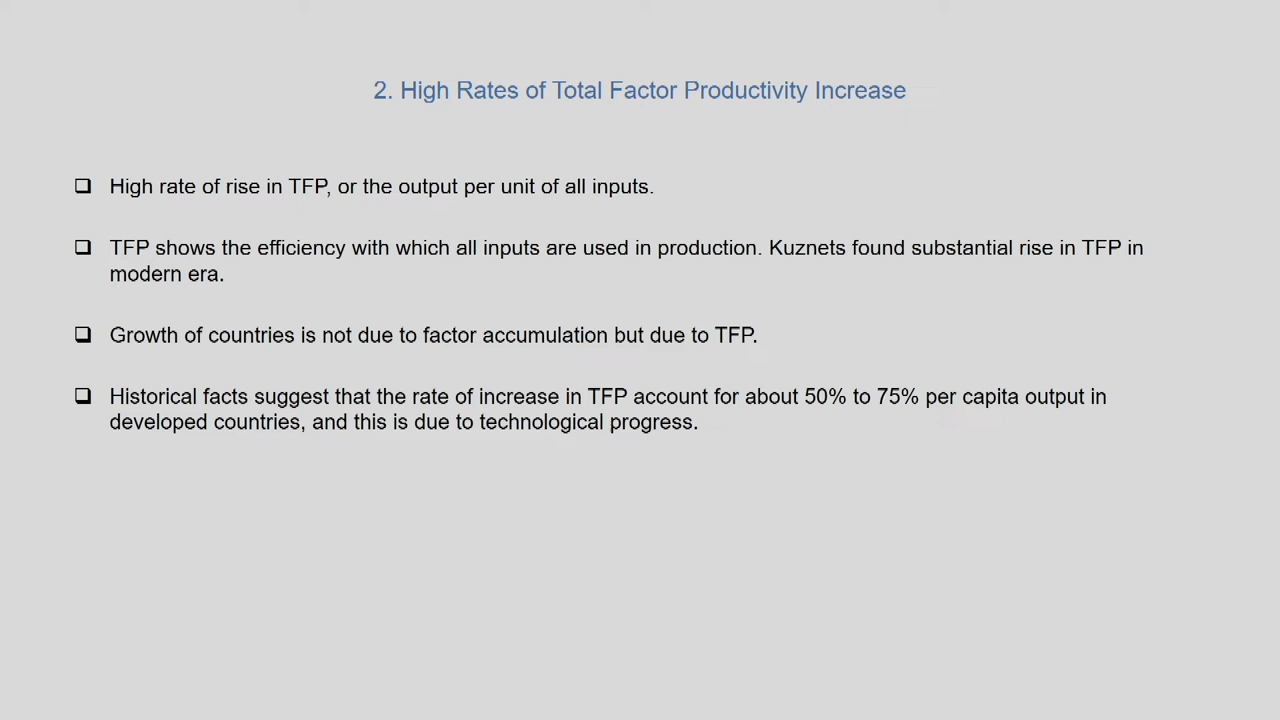 2. High Rates of Total Factor Productivity Increase
❑ High rate of rise in TFP, or the output per unit of all inputs.
❑ TFP shows the efficiency with which all inputs are used in production. Kuznets found substantial rise in TFP in
modern era.
❑ Growth of countries is not due to factor accumulation but due to TFP.
❑ Historical facts suggest that the rate of increase in TFP account for about 50% to 75% per capita output in
developed countries, and this is due to technological progress.